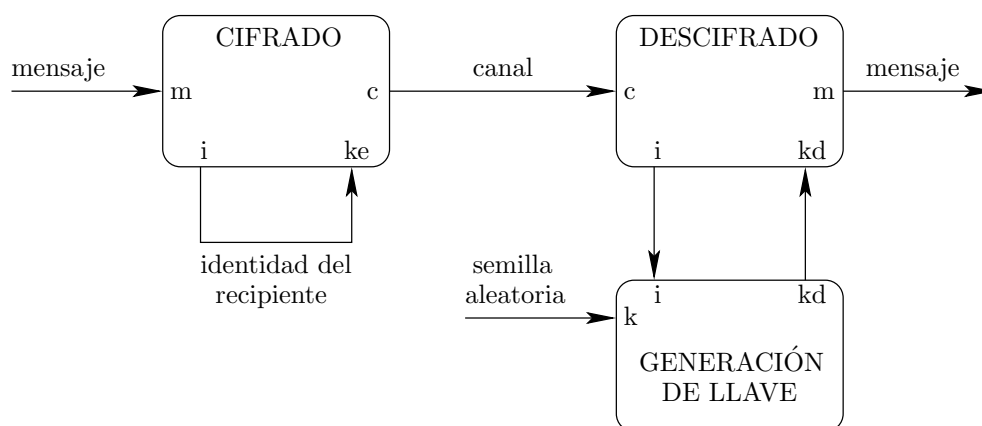 CIFRADO
DESCIFRADO
mensaje
canal
mensaje
m
c
c
m
i
ke
i
kd
identidad del
recipiente
semilla
aleatoria
i
kd
k
GENERACIÓN
DE LLAVE